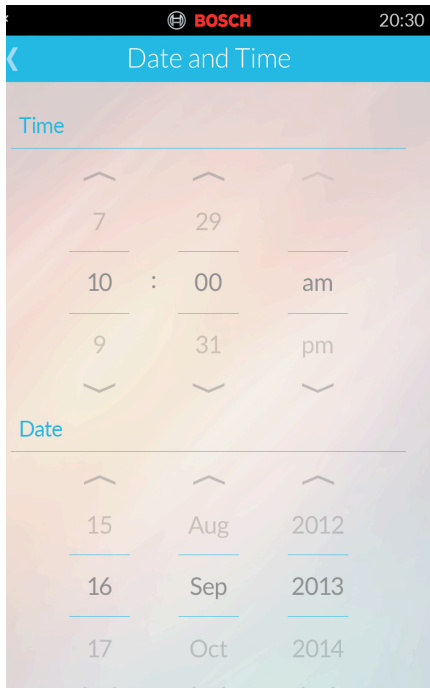 BOSCH 20:30
Date and Time
Time
7 29
10 : 00 am
9 31 pm
Date
15 Aug 2012
16 Sep 2013
17 Oct 2014